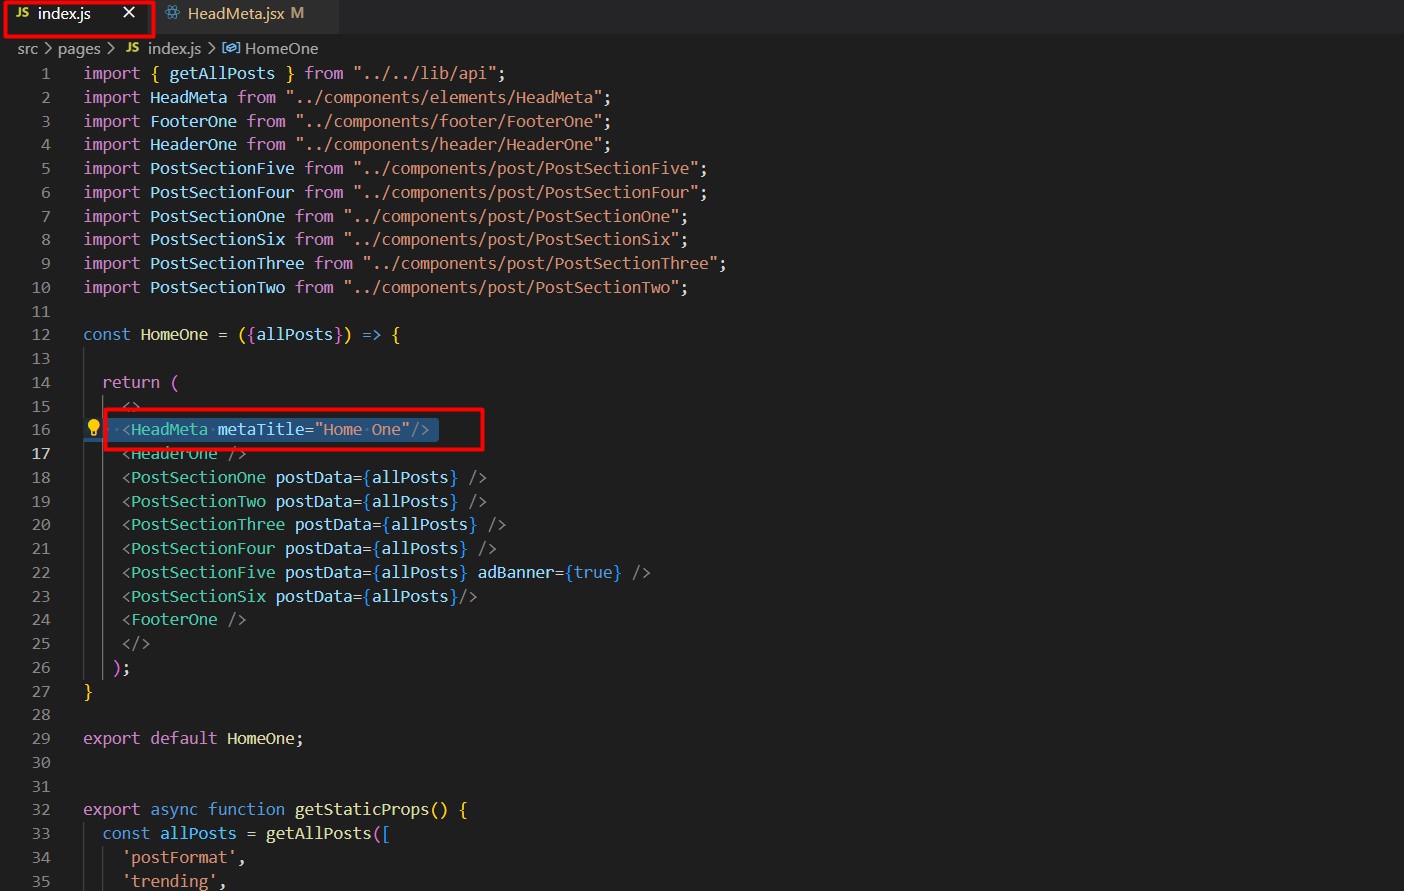 JS index.js × HeadMeta.jsx M
src > pages > JS index.js > HomeOne
1 import { getAllPosts } from "../../lib/api";
2 import HeadMeta from "../components/elements/HeadMeta";
3 import FooterOne from "../components/footer/FooterOne";
4 import HeaderOne from "../components/header/HeaderOne";
5 import PostSectionFive from "../components/post/PostSectionFive";
6 import PostSectionFour from "../components/post/PostSectionFour";
7 import PostSectionOne from "../components/post/PostSectionOne";
8 import PostSectionSix from "../components/post/PostSectionSix";
9 import PostSectionThree from "../components/post/PostSectionThree";
10 import PostSectionTwo from "../components/post/PostSectionTwo";
11
12 const HomeOne = ({allPosts}) => {
13
14 return (
15 <>
16 <HeadMeta metaTitle="Home One"/>
17 <HeaderOne />
18 <PostSectionOne postData={allPosts} />
19 <PostSectionTwo postData={allPosts} />
20 <PostSectionThree postData={allPosts} />
21 <PostSectionFour postData={allPosts} />
22 <PostSectionFive postData={allPosts} adBanner={true} />
23 <PostSectionSix postData={allPosts}/>
24 <FooterOne />
25 </>
26 );
27 }
28
29 export default HomeOne;
30
31
32 export async function getStaticProps() {
33 const allPosts = getAllPosts([
34 'postFormat',
35 'trending',